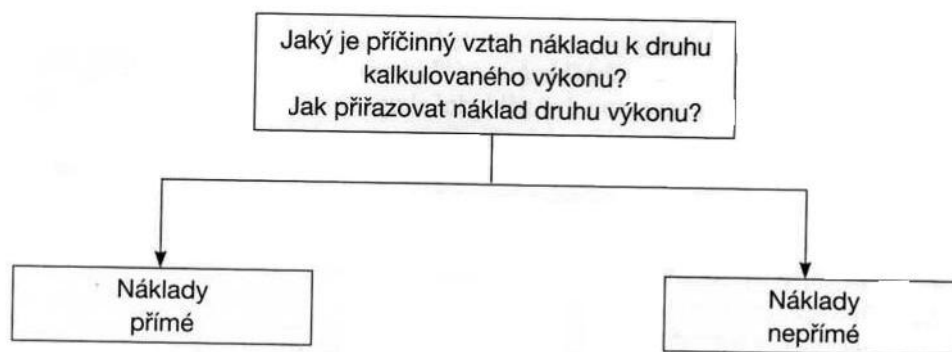 Jaký je příčinný vztah nákladu k druhu
kalkulovaného výkonu?
Jak přiřazovat náklad druhu výkonu?
Náklady
přímé
Náklady
nepřímé